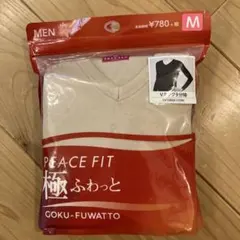 MEN
¥780
M
PEACE FIT
極 ふわっと
GOKU-FUWATTO